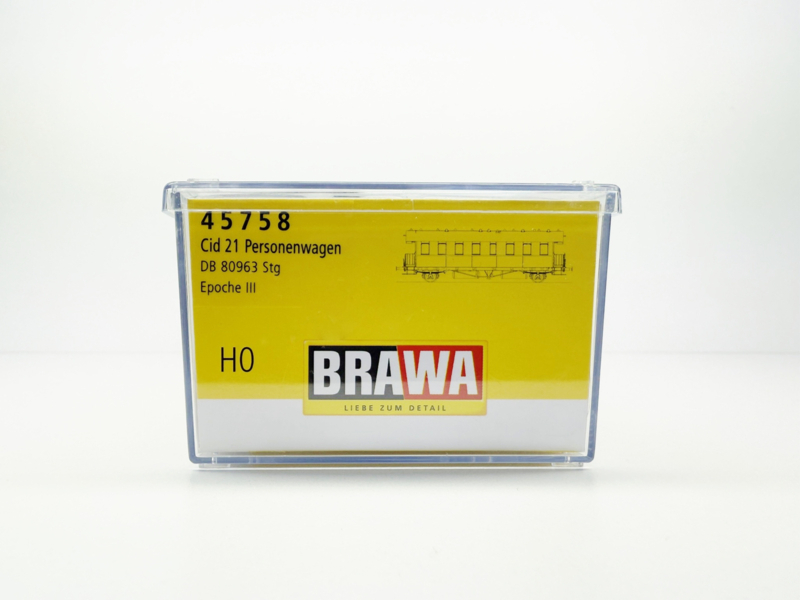 45758
Cid 21 Personenwagen
DB 80963 Stg
Epoche III
H0
BRAWA
LIEBE ZUM DETAIL